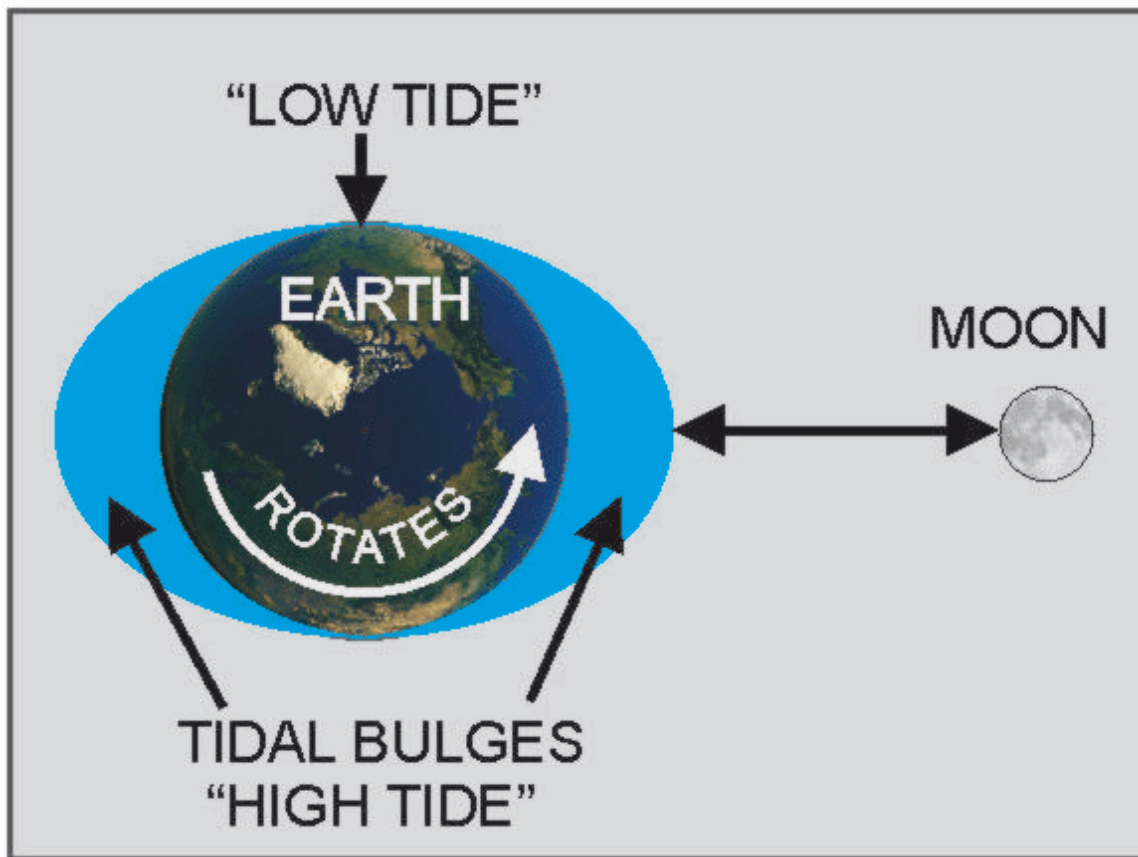 “LOW TIDE”
EARTH
MOON
ROTATES
TIDAL BULGES
“HIGH TIDE”